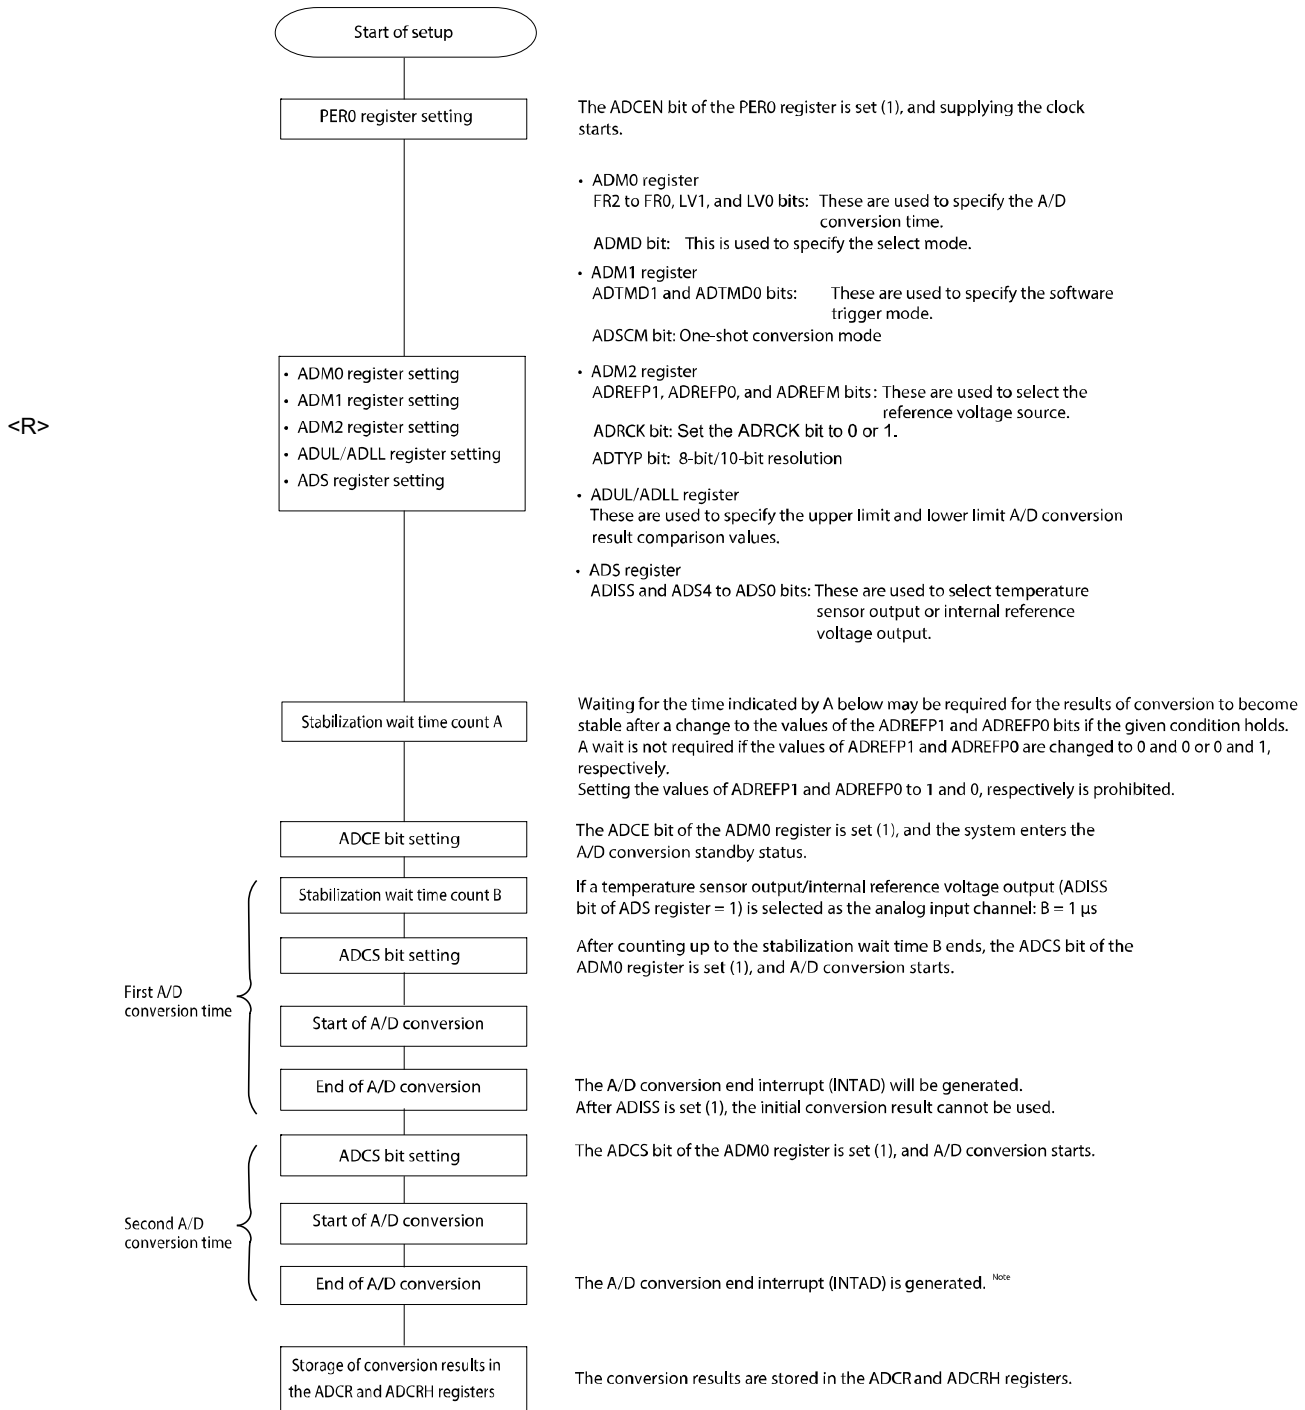 Start of setup
PER0 register setting
The ADCEN bit of the PER0 register is set (1), and supplying the clock
starts.
• ADM0 register
FR2 to FR0, LV1, and LV0 bits: These are used to specify the A/D
conversion time.
ADMD bit: This is used to specify the select mode.
• ADM1 register
ADTMD1 and ADTMD0 bits: These are used to specify the software
trigger mode.
ADSCM bit: One-shot conversion mode
<R>
• ADM0 register setting
• ADM1 register setting
• ADM2 register setting
• ADUL/ADLL register setting
• ADS register setting
• ADM2 register
ADREFP1, ADREFP0, and ADREFM bits: These are used to select the
reference voltage source.
ADRCK bit: Set the ADRCK bit to 0 or 1.
ADTYP bit: 8-bit/10-bit resolution
• ADUL/ADLL register
These are used to specify the upper limit and lower limit A/D conversion
result comparison values.
• ADS register
ADISS and ADS4 to ADS0 bits: These are used to select temperature
sensor output or internal reference
voltage output.
Stabilization wait time count A
Waiting for the time indicated by A below may be required for the results of conversion to become
stable after a change to the values of the ADREFP1 and ADREFP0 bits if the given condition holds.
A wait is not required if the values of ADREFP1 and ADREFP0 are changed to 0 and 0 or 0 and 1,
respectively.
Setting the values of ADREFP1 and ADREFP0 to 1 and 0, respectively is prohibited.
ADCE bit setting
The ADCE bit of the ADM0 register is set (1), and the system enters the
A/D conversion standby status.
First A/D
conversion time
Stabilization wait time count B
If a temperature sensor output/internal reference voltage output (ADISS
bit of ADS register = 1) is selected as the analog input channel: B = 1 µs
ADCS bit setting
After counting up to the stabilization wait time B ends, the ADCS bit of the
ADM0 register is set (1), and A/D conversion starts.
Start of A/D conversion
End of A/D conversion
The A/D conversion end interrupt (INTAD) will be generated.
After ADISS is set (1), the initial conversion result cannot be used.
Second A/D
conversion time
ADCS bit setting
The ADCS bit of the ADM0 register is set (1), and A/D conversion starts.
Start of A/D conversion
End of A/D conversion
The A/D conversion end interrupt (INTAD) is generated. Note
Storage of conversion results in
the ADCR and ADCRH registers
The conversion results are stored in the ADCR and ADCRH registers.